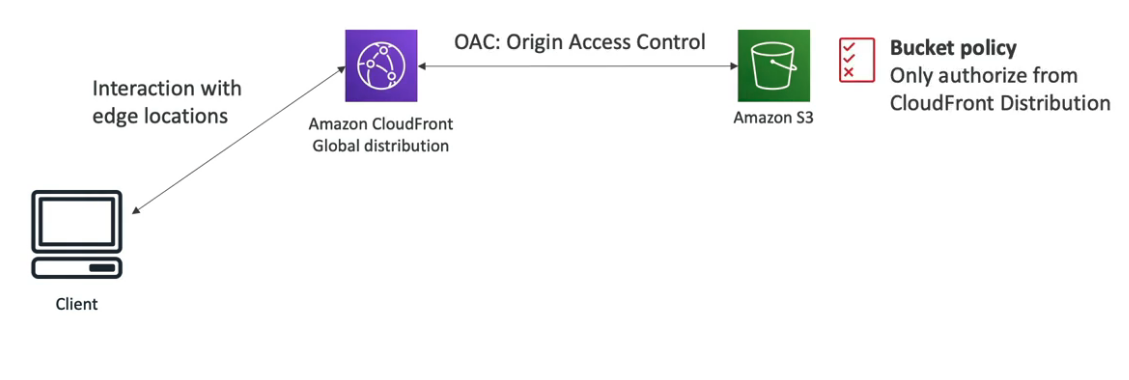 OAC: Origin Access Control
Bucket policy
Only authorize from
CloudFront Distribution
Interaction with
edge locations
Amazon CloudFront
Global distribution
Amazon S3
Client